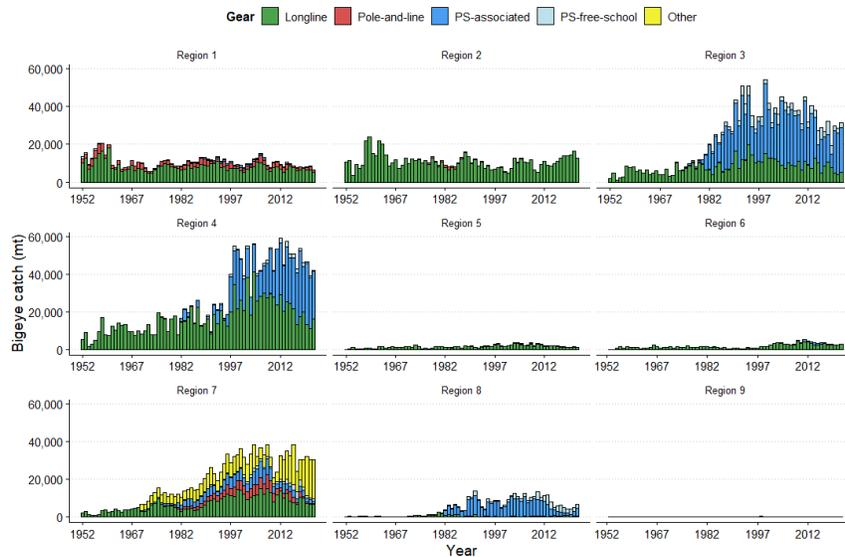 Gear Longline Pole-and-line PS-associated PS-free-school Other
Region 1 Region 2 Region 3
60,000
40,000
20,000
0
1952 1967 1982 1997 2012 1952 1967 1982 1997 2012 1952 1967 1982 1997 2012
Region 4 Region 5 Region 6
Bigeye catch (mt)
60,000
40,000
20,000
0
1952 1967 1982 1997 2012 1952 1967 1982 1997 2012 1952 1967 1982 1997 2012
Region 7 Region 8 Region 9
60,000
40,000
20,000
0
1952 1967 1982 1997 2012 1952 1967 1982 1997 2012 1952 1967 1982 1997 2012
Year